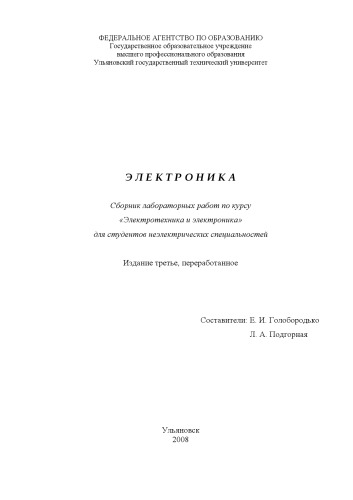 ФЕДЕРАЛЬНОЕ АГЕНТСТВО ПО ОБРАЗОВАНИЮ
Государственное образовательное учреждение
высшего профессионального образования
Ульяновский государственный технический университет
Э Л Е К Т Р О Н И К А
Сборник лабораторных работ по курсу
«Электротехника и электроника»
для студентов неэлектрических специальностей
Издание третье, переработанное
Составители: Е. И. Голобородько
Л. А. Подгорная
Ульяновск
2008